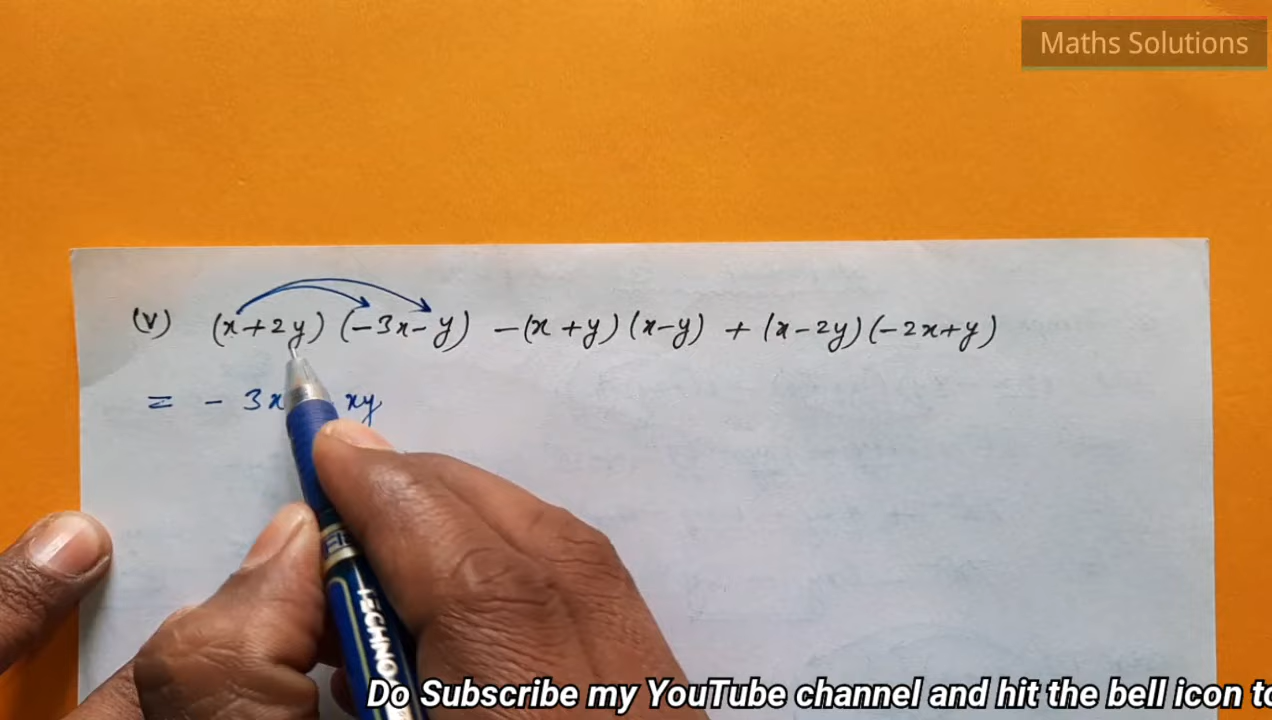 Maths Solutions
(v) (x+2y) (-3x-y) -(x+y) (x-y) + (x-2y) (-2x+y)
= - 3x xy
TECHNO
Do Subscribe my YouTube channel and hit the bell icon to